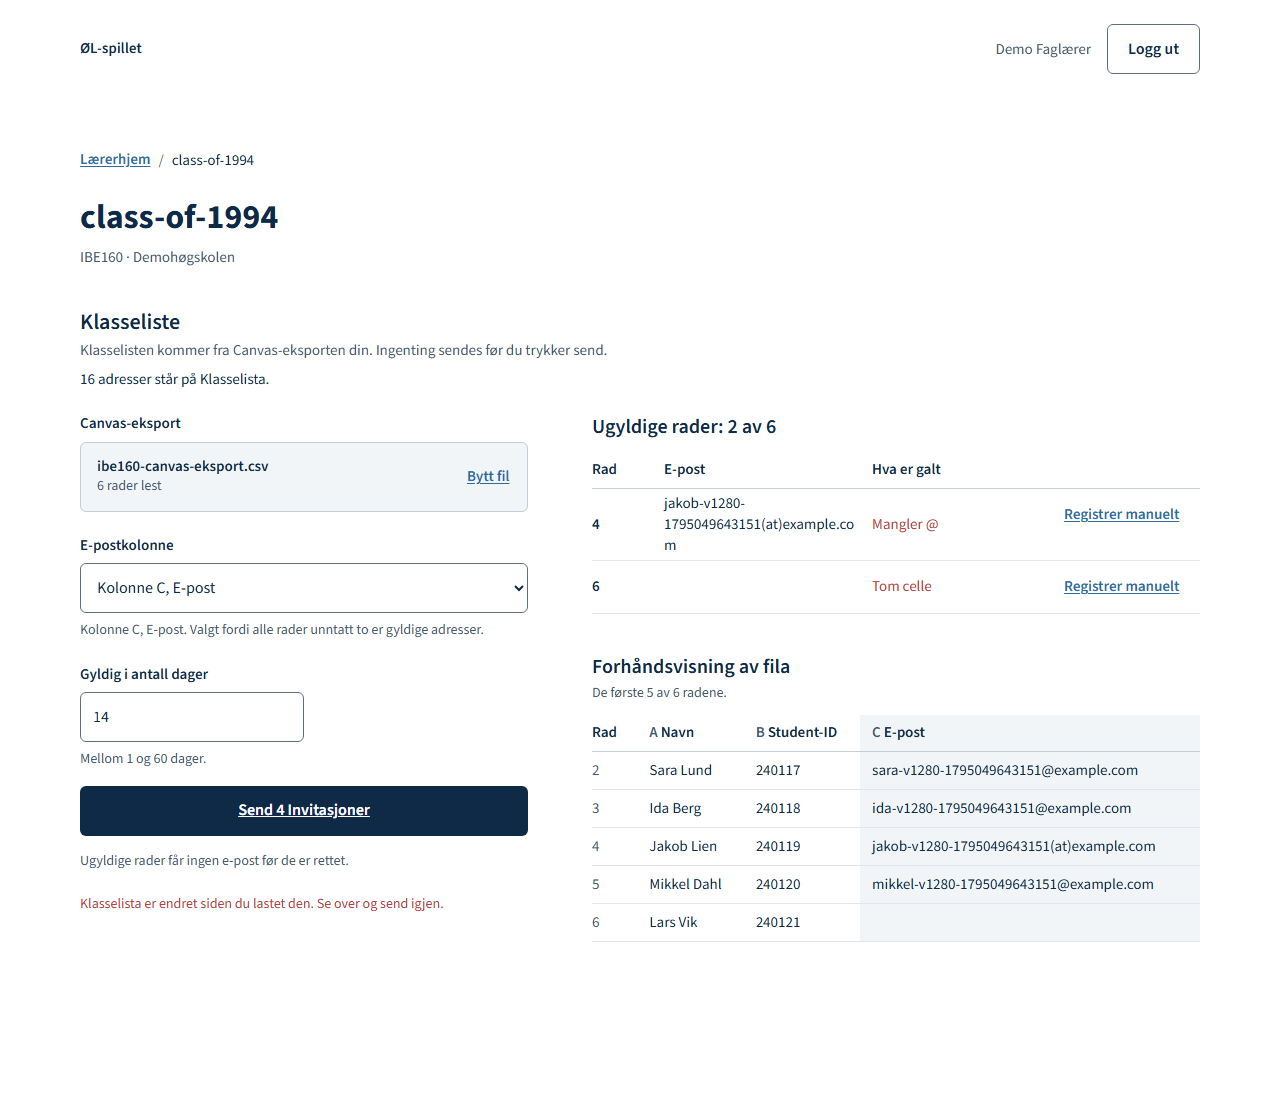 ØL-spillet
Demo Faglærer
Logg ut
Lærerhjem / class-of-1994
class-of-1994
IBE160 · Demohøgskolen
Klasseliste
Klasselisten kommer fra Canvas-eksporten din. Ingenting sendes før du trykker send.
16 adresser står på Klasselista.
Canvas-eksport
ibe160-canvas-eksport.csv
6 rader lest
Bytt fil
E-postkolonne
Kolonne C, E-post
Kolonne C, E-post. Valgt fordi alle rader unntatt to er gyldige adresser.
Gyldig i antall dager
14
Mellom 1 og 60 dager.
Send 4 Invitasjoner
Ugyldige rader får ingen e-post før de er rettet.
Klasselista er endret siden du lastet den. Se over og send igjen.
Ugyldige rader: 2 av 6
Rad E-post Hva er galt
4 jakob-v1280-
1795049643151(at)example.co
m
Mangler @ Registrer manuelt
6 Tom celle Registrer manuelt
Forhåndsvisning av fila
De første 5 av 6 radene.
Rad A Navn B Student-ID C E-post
2 Sara Lund 240117 sara-v1280-1795049643151@example.com
3 Ida Berg 240118 ida-v1280-1795049643151@example.com
4 Jakob Lien 240119 jakob-v1280-1795049643151(at)example.com
5 Mikkel Dahl 240120 mikkel-v1280-1795049643151@example.com
6 Lars Vik 240121